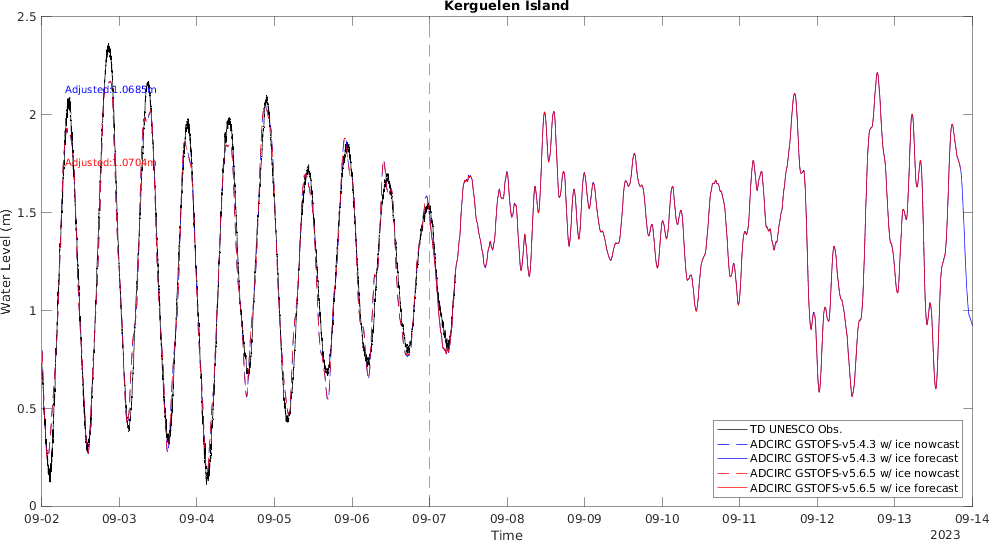 Kerguelen Island
2.5
2
1.5
1
0.5
0
Water Level (m)
Adjusted:1.0685m
Adjusted:1.0704m
TD UNESCO Obs.
ADCIRC GSTOFS-v5.4.3 w/ ice nowcast
ADCIRC GSTOFS-v5.4.3 w/ ice forecast
ADCIRC GSTOFS-v5.6.5 w/ ice nowcast
ADCIRC GSTOFS-v5.6.5 w/ ice forecast
09-02 09-03 09-04 09-05 09-06 09-07 09-08 09-09 09-10 09-11 09-12 09-13 09-14
Time
2023